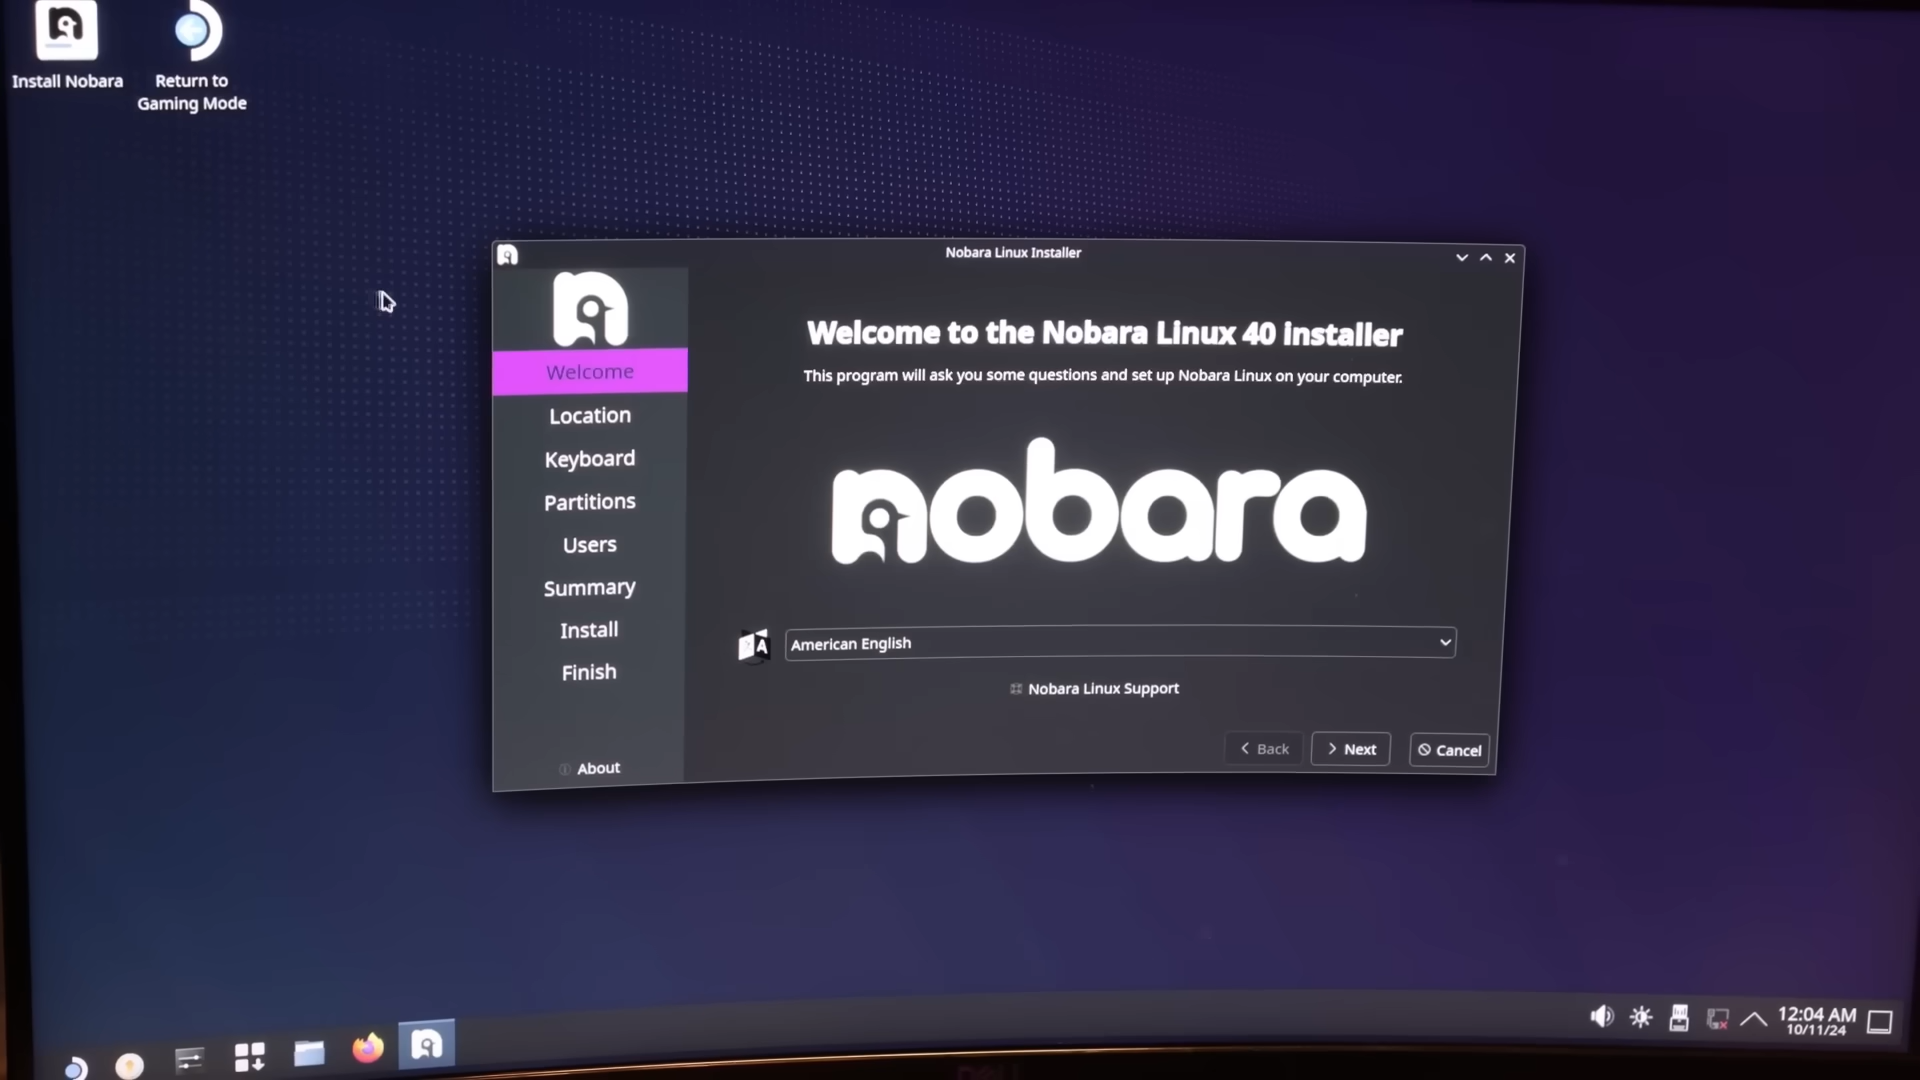 Install Nobara
Return to
Gaming Mode
Nobara Linux Installer
Welcome
Location
Keyboard
Partitions
Users
Summary
Install
Finish
About
Welcome to the Nobara Linux 40 installer
This program will ask you some questions and set up Nobara Linux on your computer.
nobara
A
American English
Nobara Linux Support
Back
Next
Cancel
12:04 AM
10/11/24